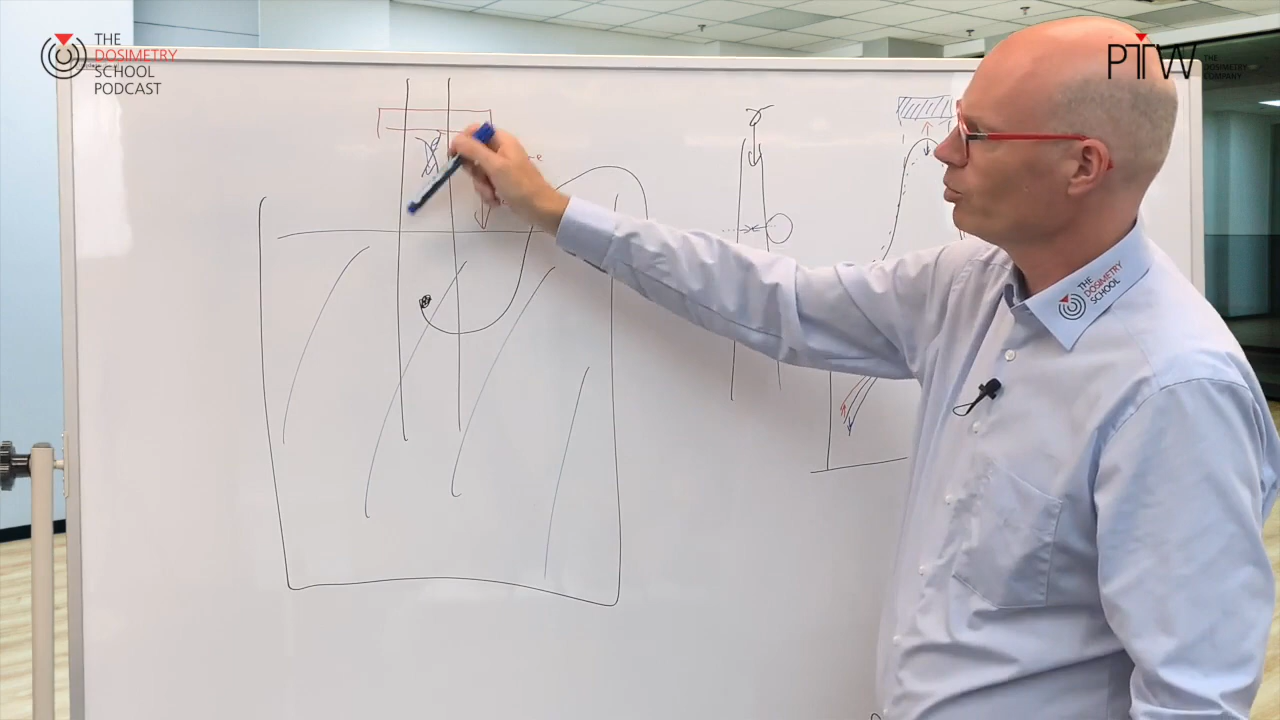 THE
DOSIMETRY
SCHOOL
PODCAST
PTW
THE
DOSIMETRY
COMPANY
THE
DOSIMETRY
SCHOOL